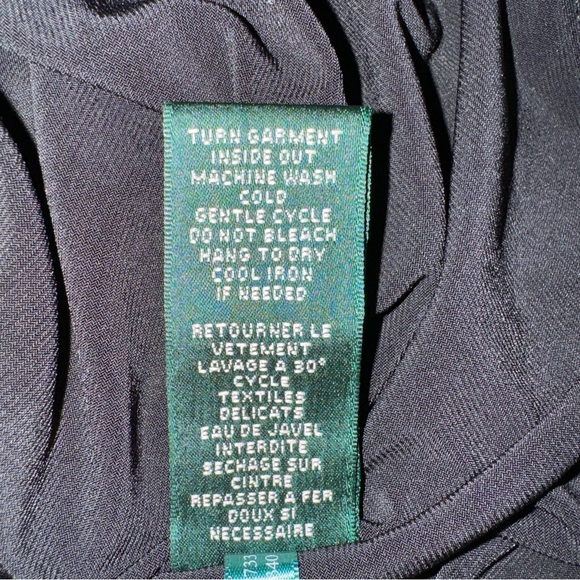 TURN GARMENT
INSIDE OUT
MACHINE WASH
COLD
GENTLE CYCLE
DO NOT BLEACH
HANG TO DRY
COOL IRON
IF NEEDED
RETOURNER LE
VETEMENT
LAVAGE A 30°
CYCLE
TEXTILES
DELICATS
EAU DE JAVEL
INTERDITE
SECHAGE SUR
CINTRE
REPASSER A FER
DOUX SI
NECESSAIRE